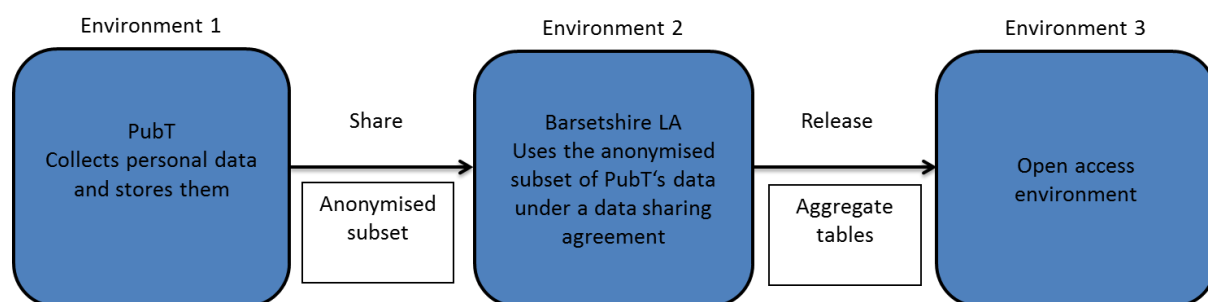 Environment 1
PubT
Collects personal data
and stores them
Share
Anonymised
subset
Environment 2
Barsetshire LA
Uses the anonymised
subset of PubT‘s data
under a data sharing
agreement
Release
Aggregate
tables
Environment 3
Open access
environment